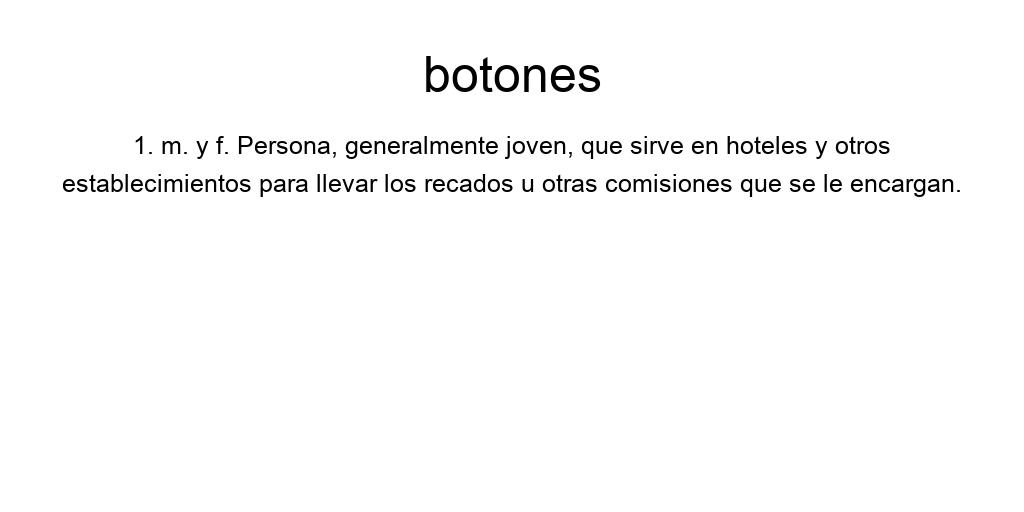 botones
1. m. y f. Persona, generalmente joven, que sirve en hoteles y otros
establecimientos para llevar los recados u otras comisiones que se le encargan.